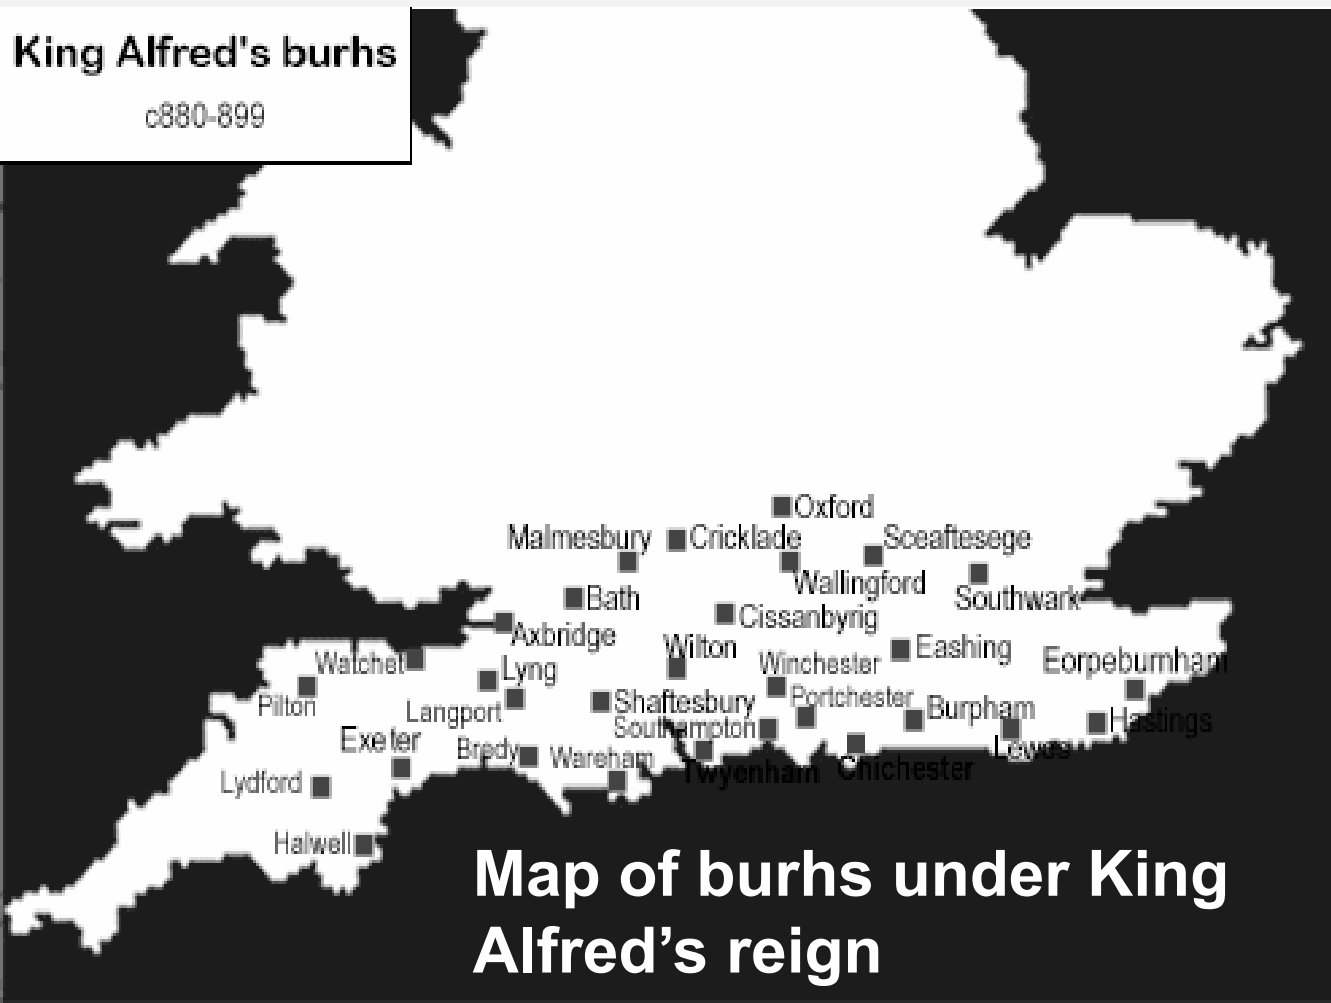 King Alfred's burhs
c880-899
Oxford
Malmesbury
Cricklade
Sceaftesege
Wallingford
Bath
Southwark
Cissanbyrig
Axbridge
Wilton
Eashing
Watchet
Lyng
Winchester
Eorpeburnham
Pilton
Shaftesbury
Portchester
Langport
Burpham
Southampton
Hastings
Exeter
Bredy
Wareham
Lewes
Twyenham
Chichester
Lydford
Halwell
Map of burhs under King
Alfred’s reign